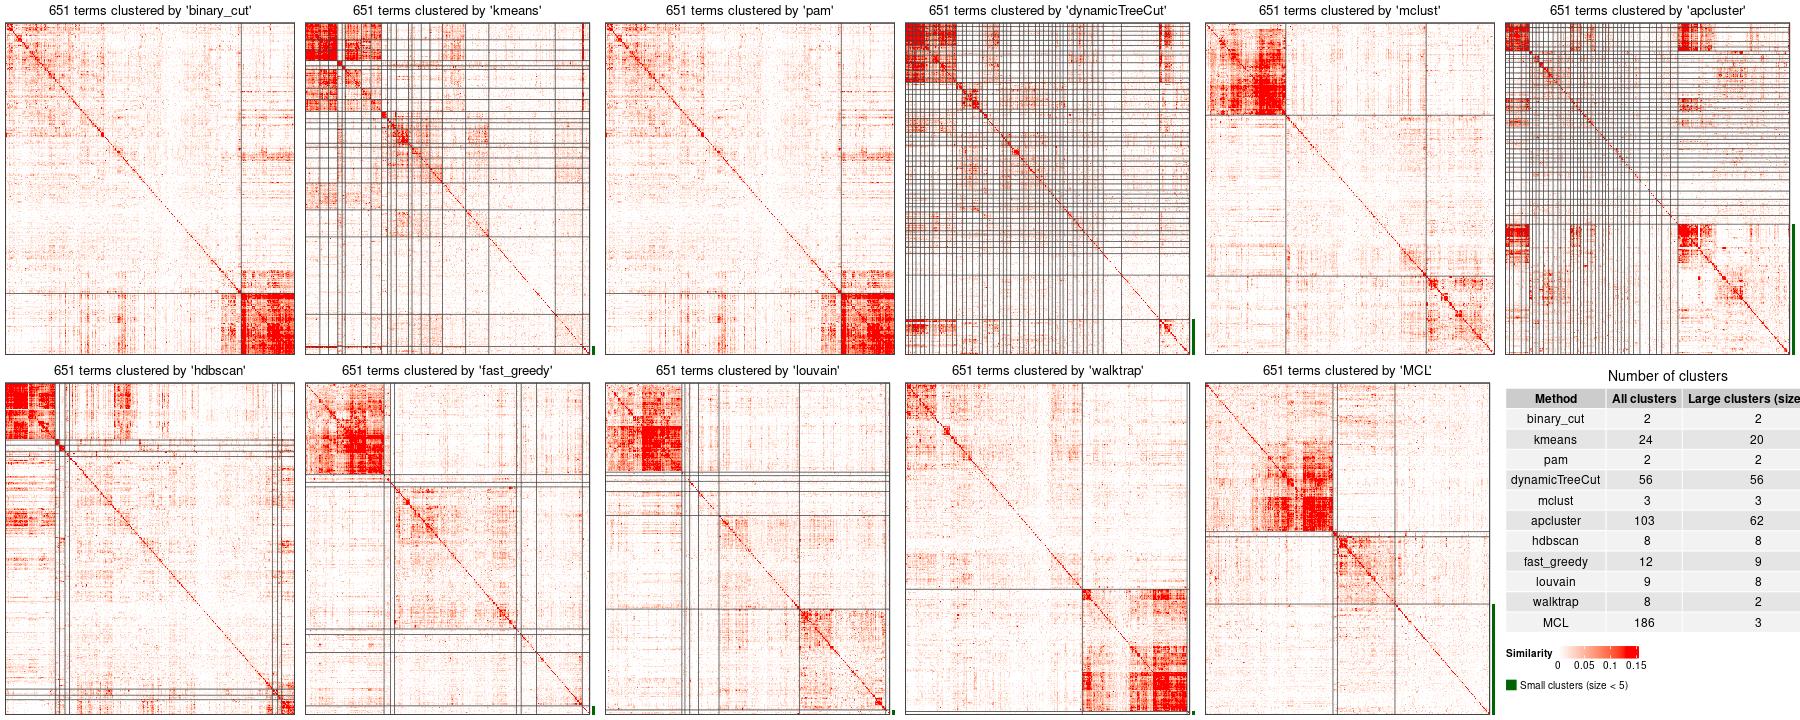 651 terms clustered by 'binary_cut'
651 terms clustered by 'kmeans'
651 terms clustered by 'pam'
651 terms clustered by 'dynamicTreeCut'
651 terms clustered by 'mclust'
651 terms clustered by 'apcluster'
651 terms clustered by 'hdbscan'
651 terms clustered by 'fast_greedy'
651 terms clustered by 'louvain'
651 terms clustered by 'walktrap'
651 terms clustered by 'MCL'
Number of clusters
Method All clusters Large clusters (size
binary_cut 2 2
kmeans 24 20
pam 2 2
dynamicTreeCut 56 56
mclust 3 3
apcluster 103 62
hdbscan 8 8
fast_greedy 12 9
louvain 9 8
walktrap 8 2
MCL 186 3
Similarity
0 0.05 0.1 0.15
Small clusters (size < 5)